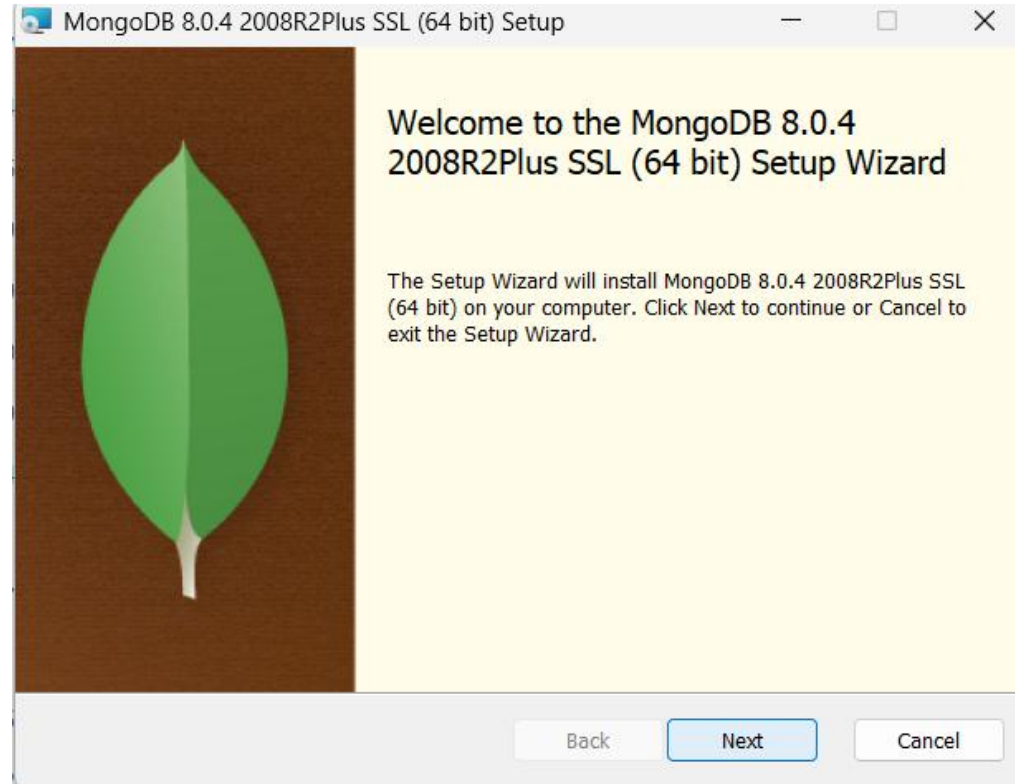 MongoDB 8.0.4 2008R2Plus SSL (64 bit) Setup
Welcome to the MongoDB 8.0.4
2008R2Plus SSL (64 bit) Setup Wizard
The Setup Wizard will install MongoDB 8.0.4 2008R2Plus SSL
(64 bit) on your computer. Click Next to continue or Cancel to
exit the Setup Wizard.
Back Next Cancel